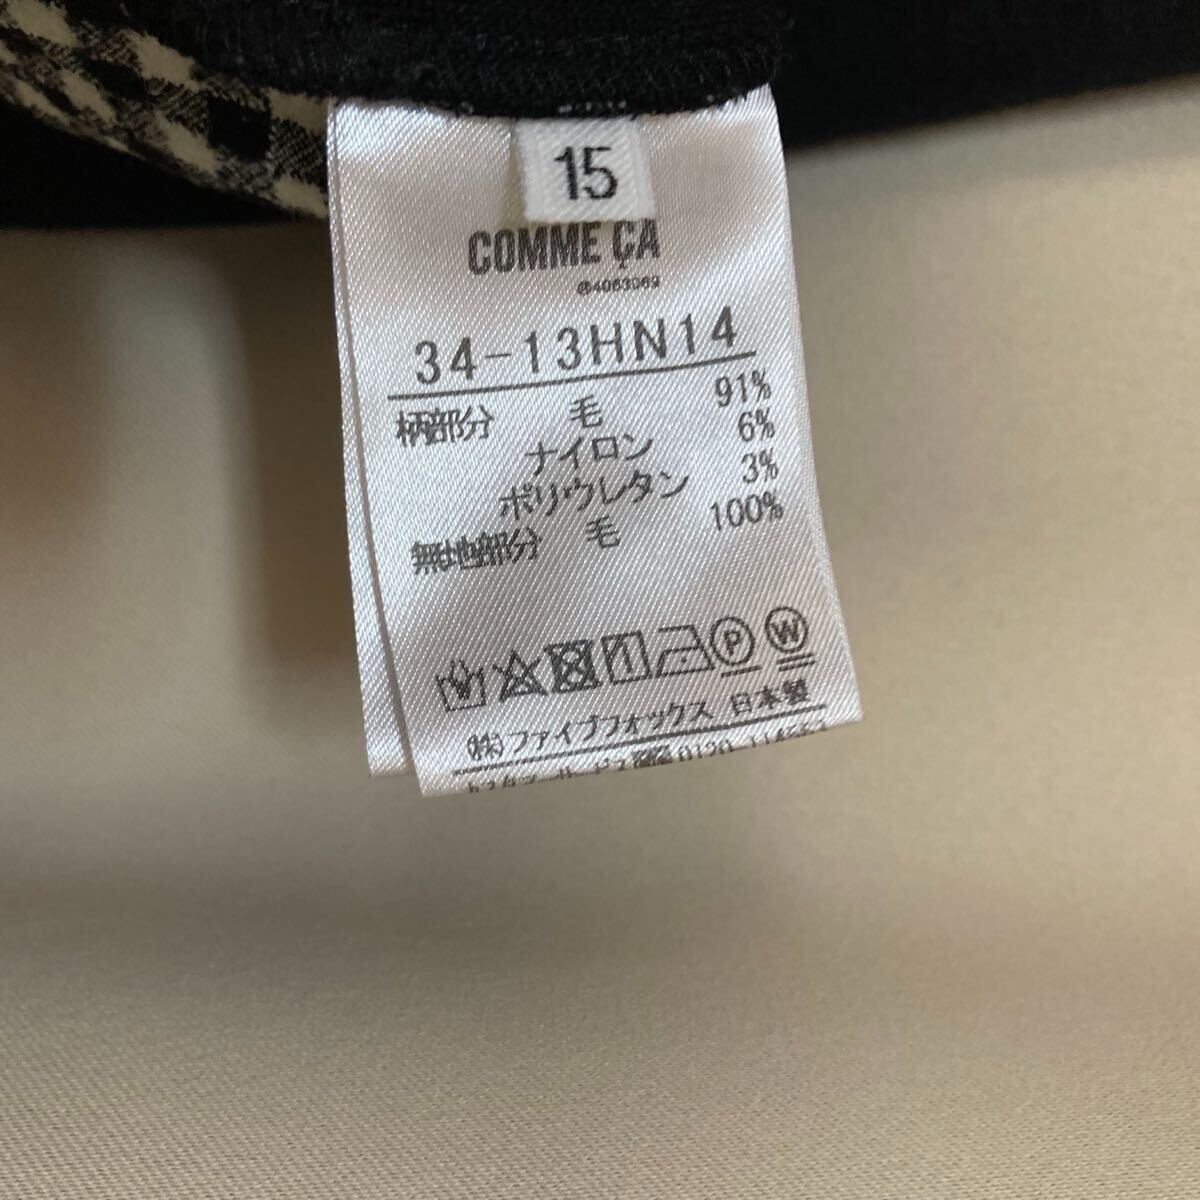 15
COMME ÇA
34-13HN14
柄部分 毛 91%
ナイロン 6%
ポリウレタン 3%
無地部分 毛 100%
P W
(株)ファイブフォックス 日本製